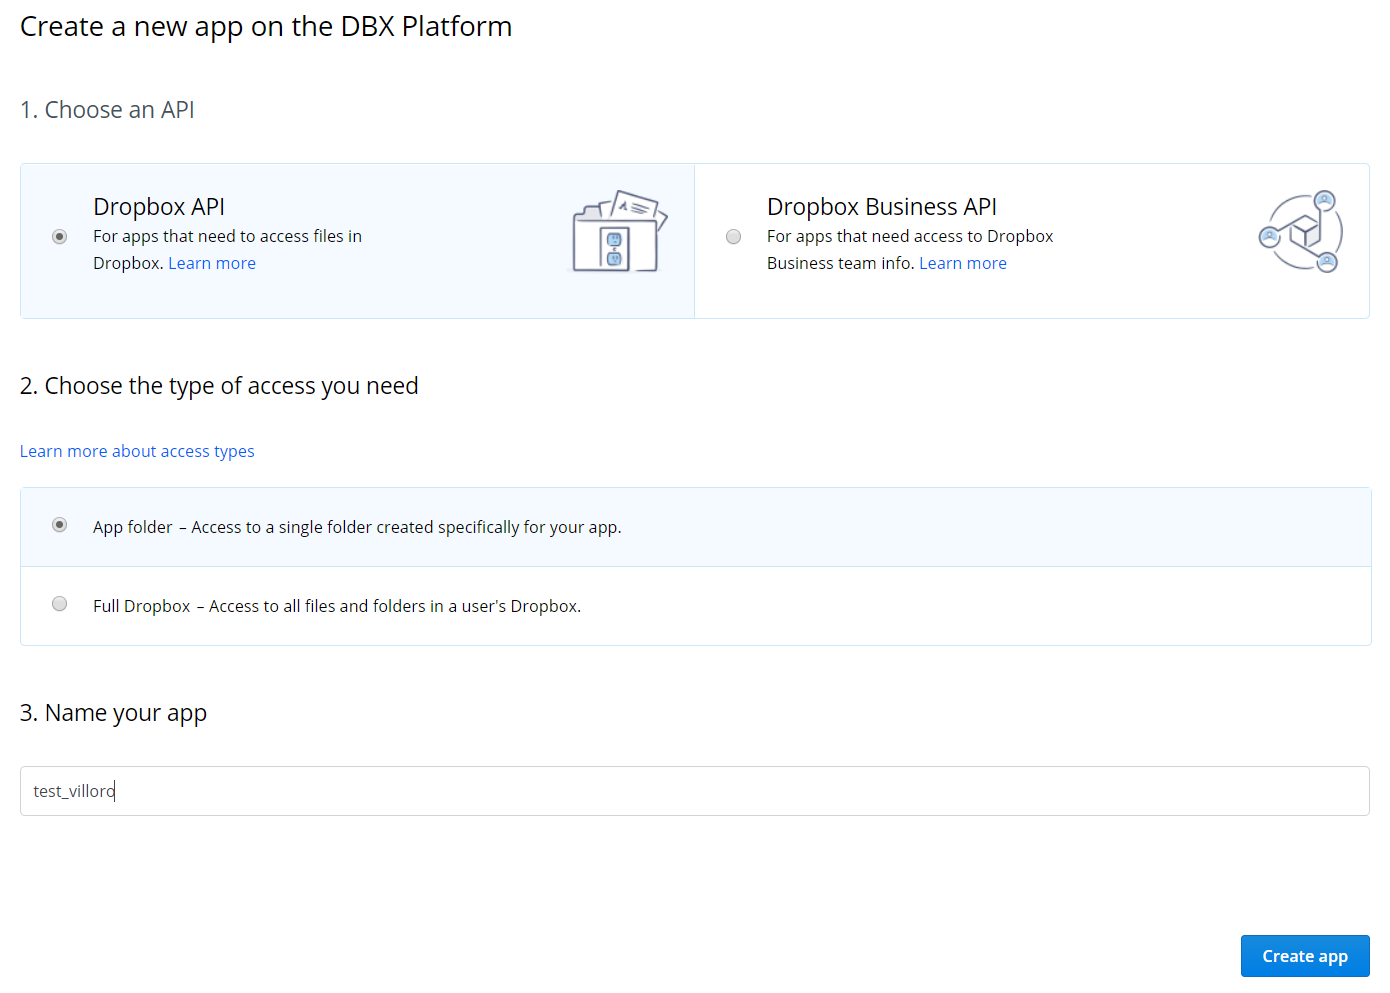 Create a new app on the DBX Platform
1. Choose an API
Dropbox API
For apps that need to access files in
Dropbox. Learn more
Dropbox Business API
For apps that need access to Dropbox
Business team info. Learn more
2. Choose the type of access you need
Learn more about access types
App folder – Access to a single folder created specifically for your app.
Full Dropbox – Access to all files and folders in a user's Dropbox.
3. Name your app
test_villoro
Create app